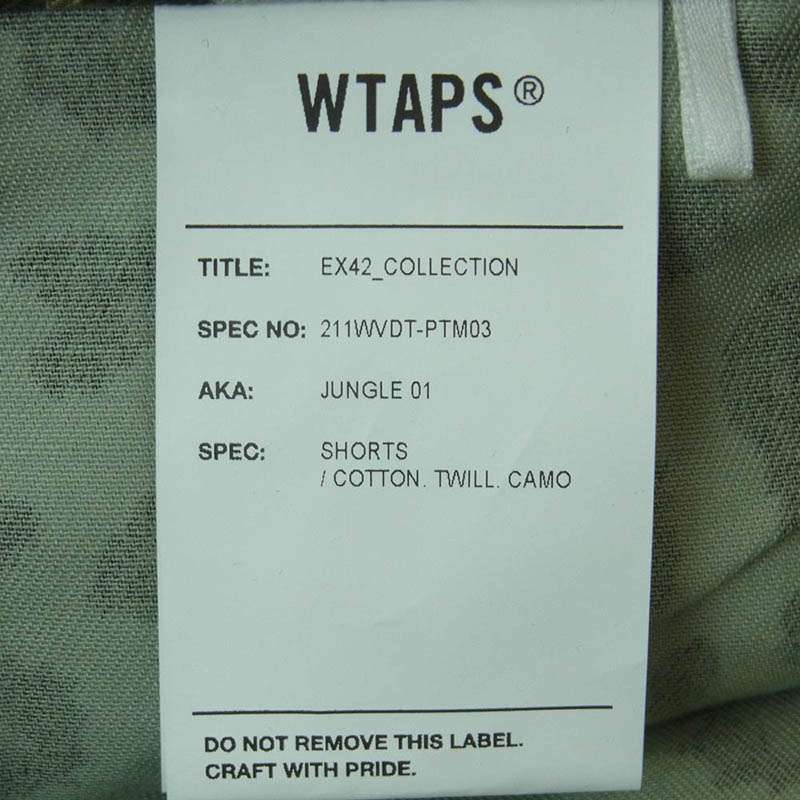 WTAPS®
TITLE: EX42_COLLECTION
SPEC NO: 211WVDT-PTM03
AKA: JUNGLE 01
SPEC: SHORTS
/ COTTON. TWILL. CAMO
DO NOT REMOVE THIS LABEL.
CRAFT WITH PRIDE.